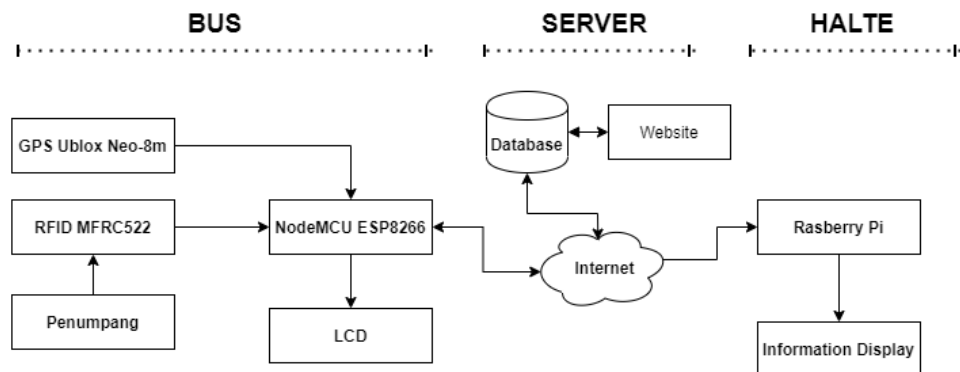 BUS
SERVER
HALTE
GPS Ublox Neo-8m
RFID MFRC522
Penumpang
NodeMCU ESP8266
LCD
Database
Website
Internet
Rasberry Pi
Information Display